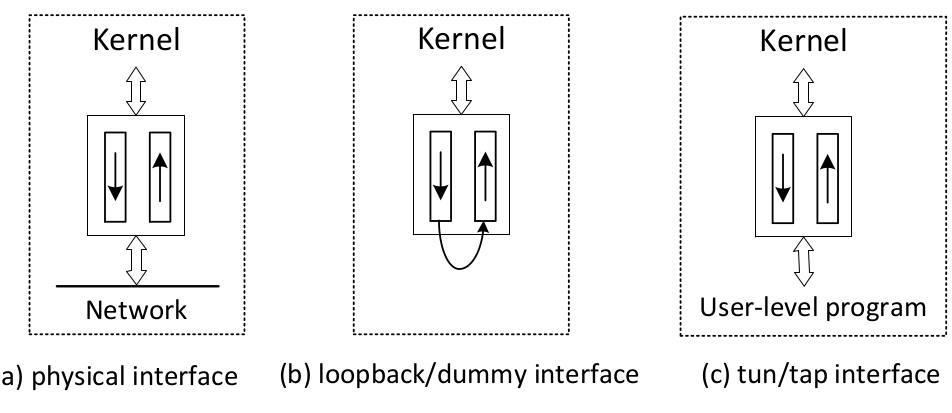 Kernel
Kernel
Kernel
Network
User-level program
a) physical interface
(b) loopback/dummy interface
(c) tun/tap interface